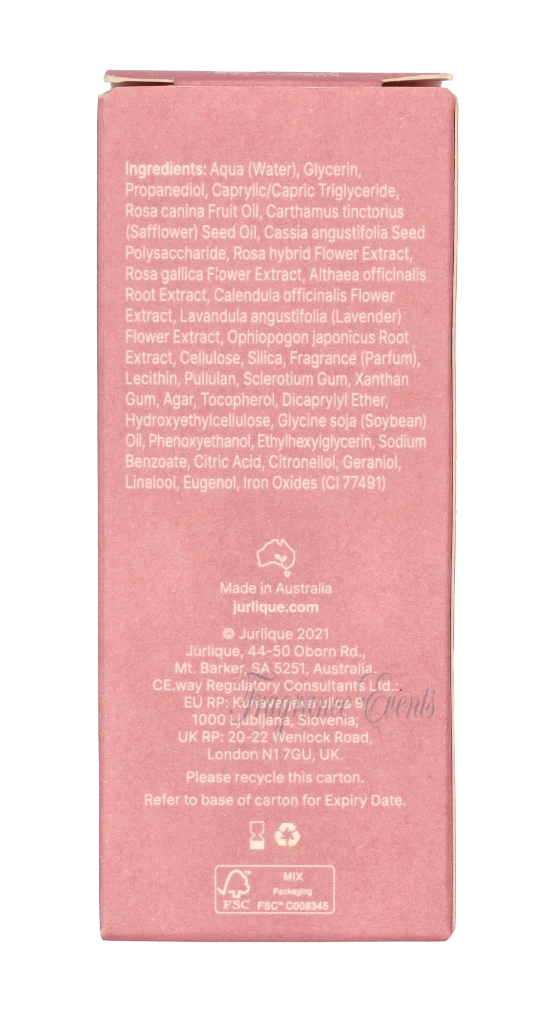 Ingredients: Aqua (Water), Glycerin,
Propanediol, Caprylic/Capric Triglyceride,
Rosa canina Fruit Oil, Carthamus tinctorius
(Safflower) Seed Oil, Cassia angustifolia Seed
Polysaccharide, Rosa hybrid Flower Extract,
Rosa gallica Flower Extract, Althaea officinalis
Root Extract, Calendula officinalis Flower
Extract, Lavandula angustifolia (Lavender)
Flower Extract, Ophiopogon japonicus Root
Extract, Cellulose, Silica, Fragrance (Parfum),
Lecithin, Pullulan, Sclerotium Gum, Xanthan
Gum, Agar, Tocopherol, Dicaprylyl Ether,
Hydroxyethylcellulose, Glycine soja (Soybean)
Oil, Phenoxyethanol, Ethylhexylglycerin, Sodium
Benzoate, Citric Acid, Citronellol, Geraniol,
Linalool, Eugenol, Iron Oxides (CI 77491)
Made in Australia
jurlique.com
© Jurlique 2021
Jurlique, 44-50 Oborn Rd.,
Mt. Barker, SA 5251, Australia.
CE.way Regulatory Consultants Ltd.:
EU RP: 9,
Fragrance Events
1000 Ljubljana, Slovenia;
UK RP: 20-22 Wenlock Road,
London N1 7GU, UK.
Please recycle this carton.
Refer to base of carton for Expiry Date.
MIX
Packaging
FSC FSC™ C008345